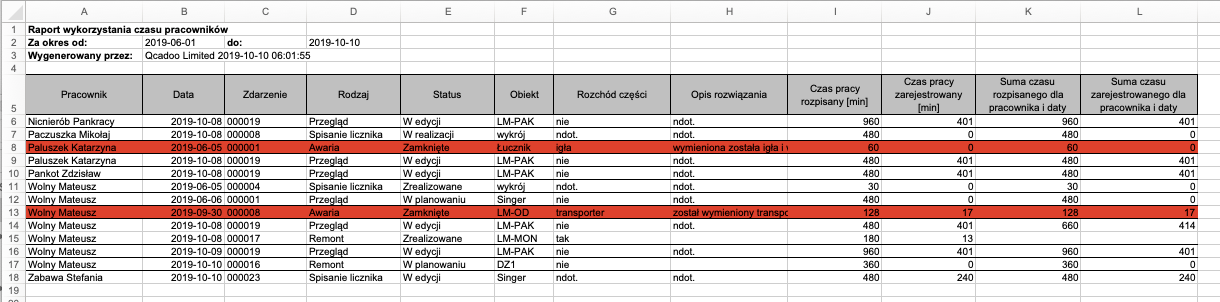 A B C D E F G H I J K L
1 Raport wykorzystania czasu pracowników
2 Za okres od: 2019-06-01 do: 2019-10-10
3 Wygenerowany przez: Qcadoo Limited 2019-10-10 06:01:55
4
5 Pracownik Data Zdarzenie Rodzaj Status Obiekt Rozchód części Opis rozwiązania Czas pracy rozpisany [min] Czas pracy zarejestrowany [min] Suma czasu rozpisanego dla pracownika i daty Suma czasu zarejestrowanego dla pracownika i daty
6 Nicnierób Pankracy 2019-10-08 000019 Przegląd W edycji LM-PAK nie ndot. 960 401 960 401
7 Paczuszka Mikołaj 2019-10-08 000008 Spisanie licznika W realizacji wykrój ndot. ndot. 480 0 480 0
8 Paluszek Katarzyna 2019-06-05 000001 Awaria Zamknięte Łucznik igła wymieniona została igła i 60 0 60 0
9 Paluszek Katarzyna 2019-10-08 000019 Przegląd W edycji LM-PAK nie ndot. 480 401 480 401
10 Pankot Zdzisław 2019-10-08 000019 Przegląd W edycji LM-PAK nie ndot. 480 401 480 401
11 Wolny Mateusz 2019-06-05 000004 Spisanie licznika Zrealizowane wykrój ndot. ndot. 30 0 30 0
12 Wolny Mateusz 2019-06-06 000001 Przegląd W planowaniu Singer nie ndot. 480 0 480 0
13 Wolny Mateusz 2019-09-30 000008 Awaria Zamknięte LM-OD transporter został wymieniony transpo 128 17 128 17
14 Wolny Mateusz 2019-10-08 000019 Przegląd W edycji LM-PAK nie ndot. 480 401 660 414
15 Wolny Mateusz 2019-10-08 000017 Remont Zrealizowane LM-MON tak 180 13
16 Wolny Mateusz 2019-10-09 000019 Przegląd W edycji LM-PAK nie ndot. 960 401 960 401
17 Wolny Mateusz 2019-10-10 000016 Remont W planowaniu DZ1 nie 360 0 360 0
18 Zabawa Stefania 2019-10-10 000023 Spisanie licznika W edycji Singer ndot. ndot. 480 240 480 240
19